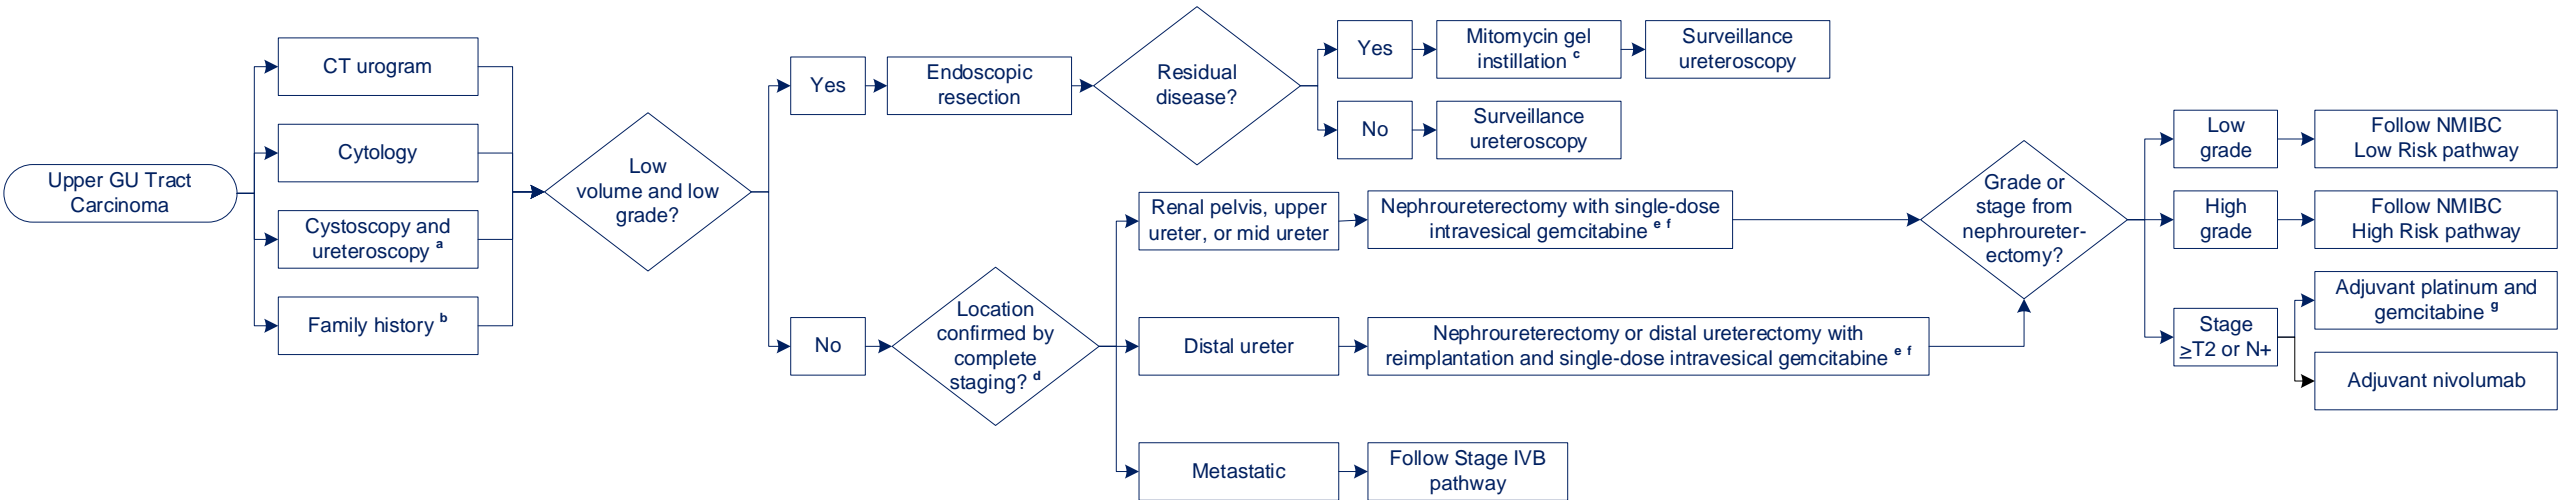 Upper GU Tract
Carcinoma
CT urogram
Cytology
Cystoscopy and
ureteroscopy a
Family history b
Low
volume and low
grade?
Yes
Endoscopic
resection
Residual
disease?
Yes
Mitomycin gel
instillation c
Surveillance
ureteroscopy
No
Surveillance
ureteroscopy
No
Location
confirmed by
complete
staging? d
Renal pelvis, upper
ureter, or mid ureter
Nephroureterectomy with single-dose
intravesical gemcitabine e f
Distal ureter
Nephroureterectomy or distal ureterectomy with
reimplantation and single-dose intravesical gemcitabine e f
Metastatic
Follow Stage IVB
pathway
Grade or
stage from
nephroureter-
ectomy?
Low
grade
Follow NMIBC
Low Risk pathway
High
grade
Follow NMIBC
High Risk pathway
Stage
≥T2 or N+
Adjuvant platinum and
gemcitabine g
Adjuvant nivolumab